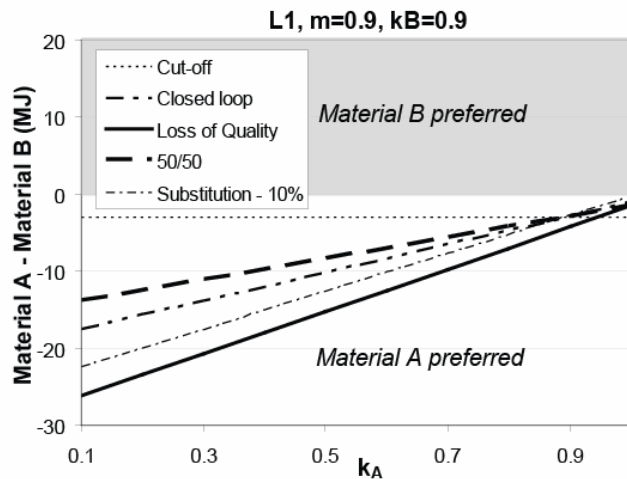 L1, m=0.9, kB=0.9
Material A - Material B (MJ)
20
10
0
-10
-20
-30
Cut-off
Closed loop
Loss of Quality
50/50
Substitution - 10%
Material B preferred
Material A preferred
0.1 0.3 0.5 0.7 0.9
kA